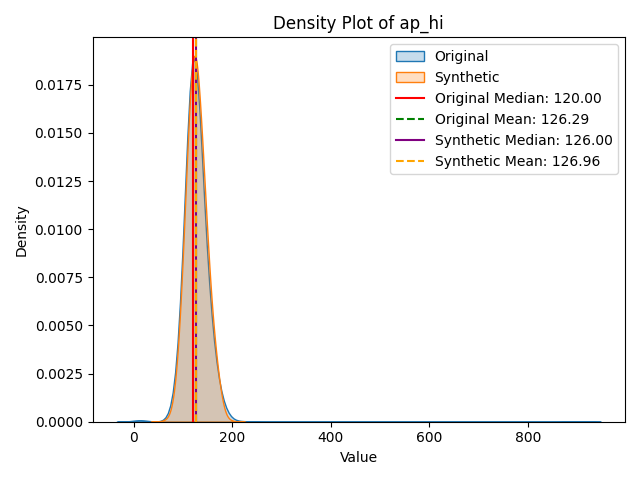 Density Plot of ap_hi
Original
Synthetic
Original Median: 120.00
Original Mean: 126.29
Synthetic Median: 126.00
Synthetic Mean: 126.96
Density
0.0175
0.0150
0.0125
0.0100
0.0075
0.0050
0.0025
0.0000
0 200 400 600 800
Value